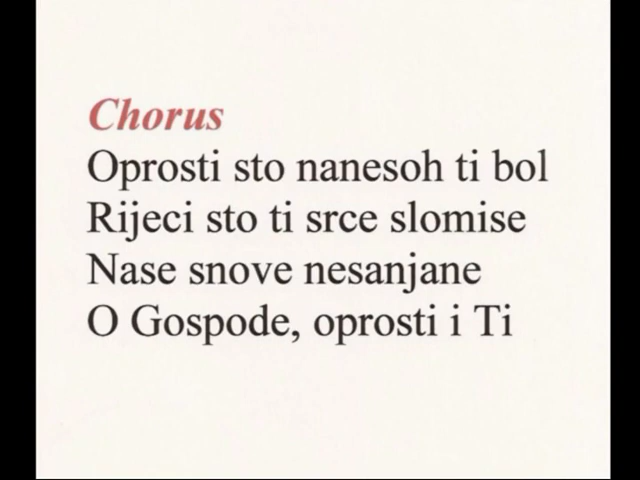 Chorus
Oprosti sto nanesoh ti bol
Rijeci sto ti srce slomise
Nase snove nesanjane
O Gospode, oprosti i Ti